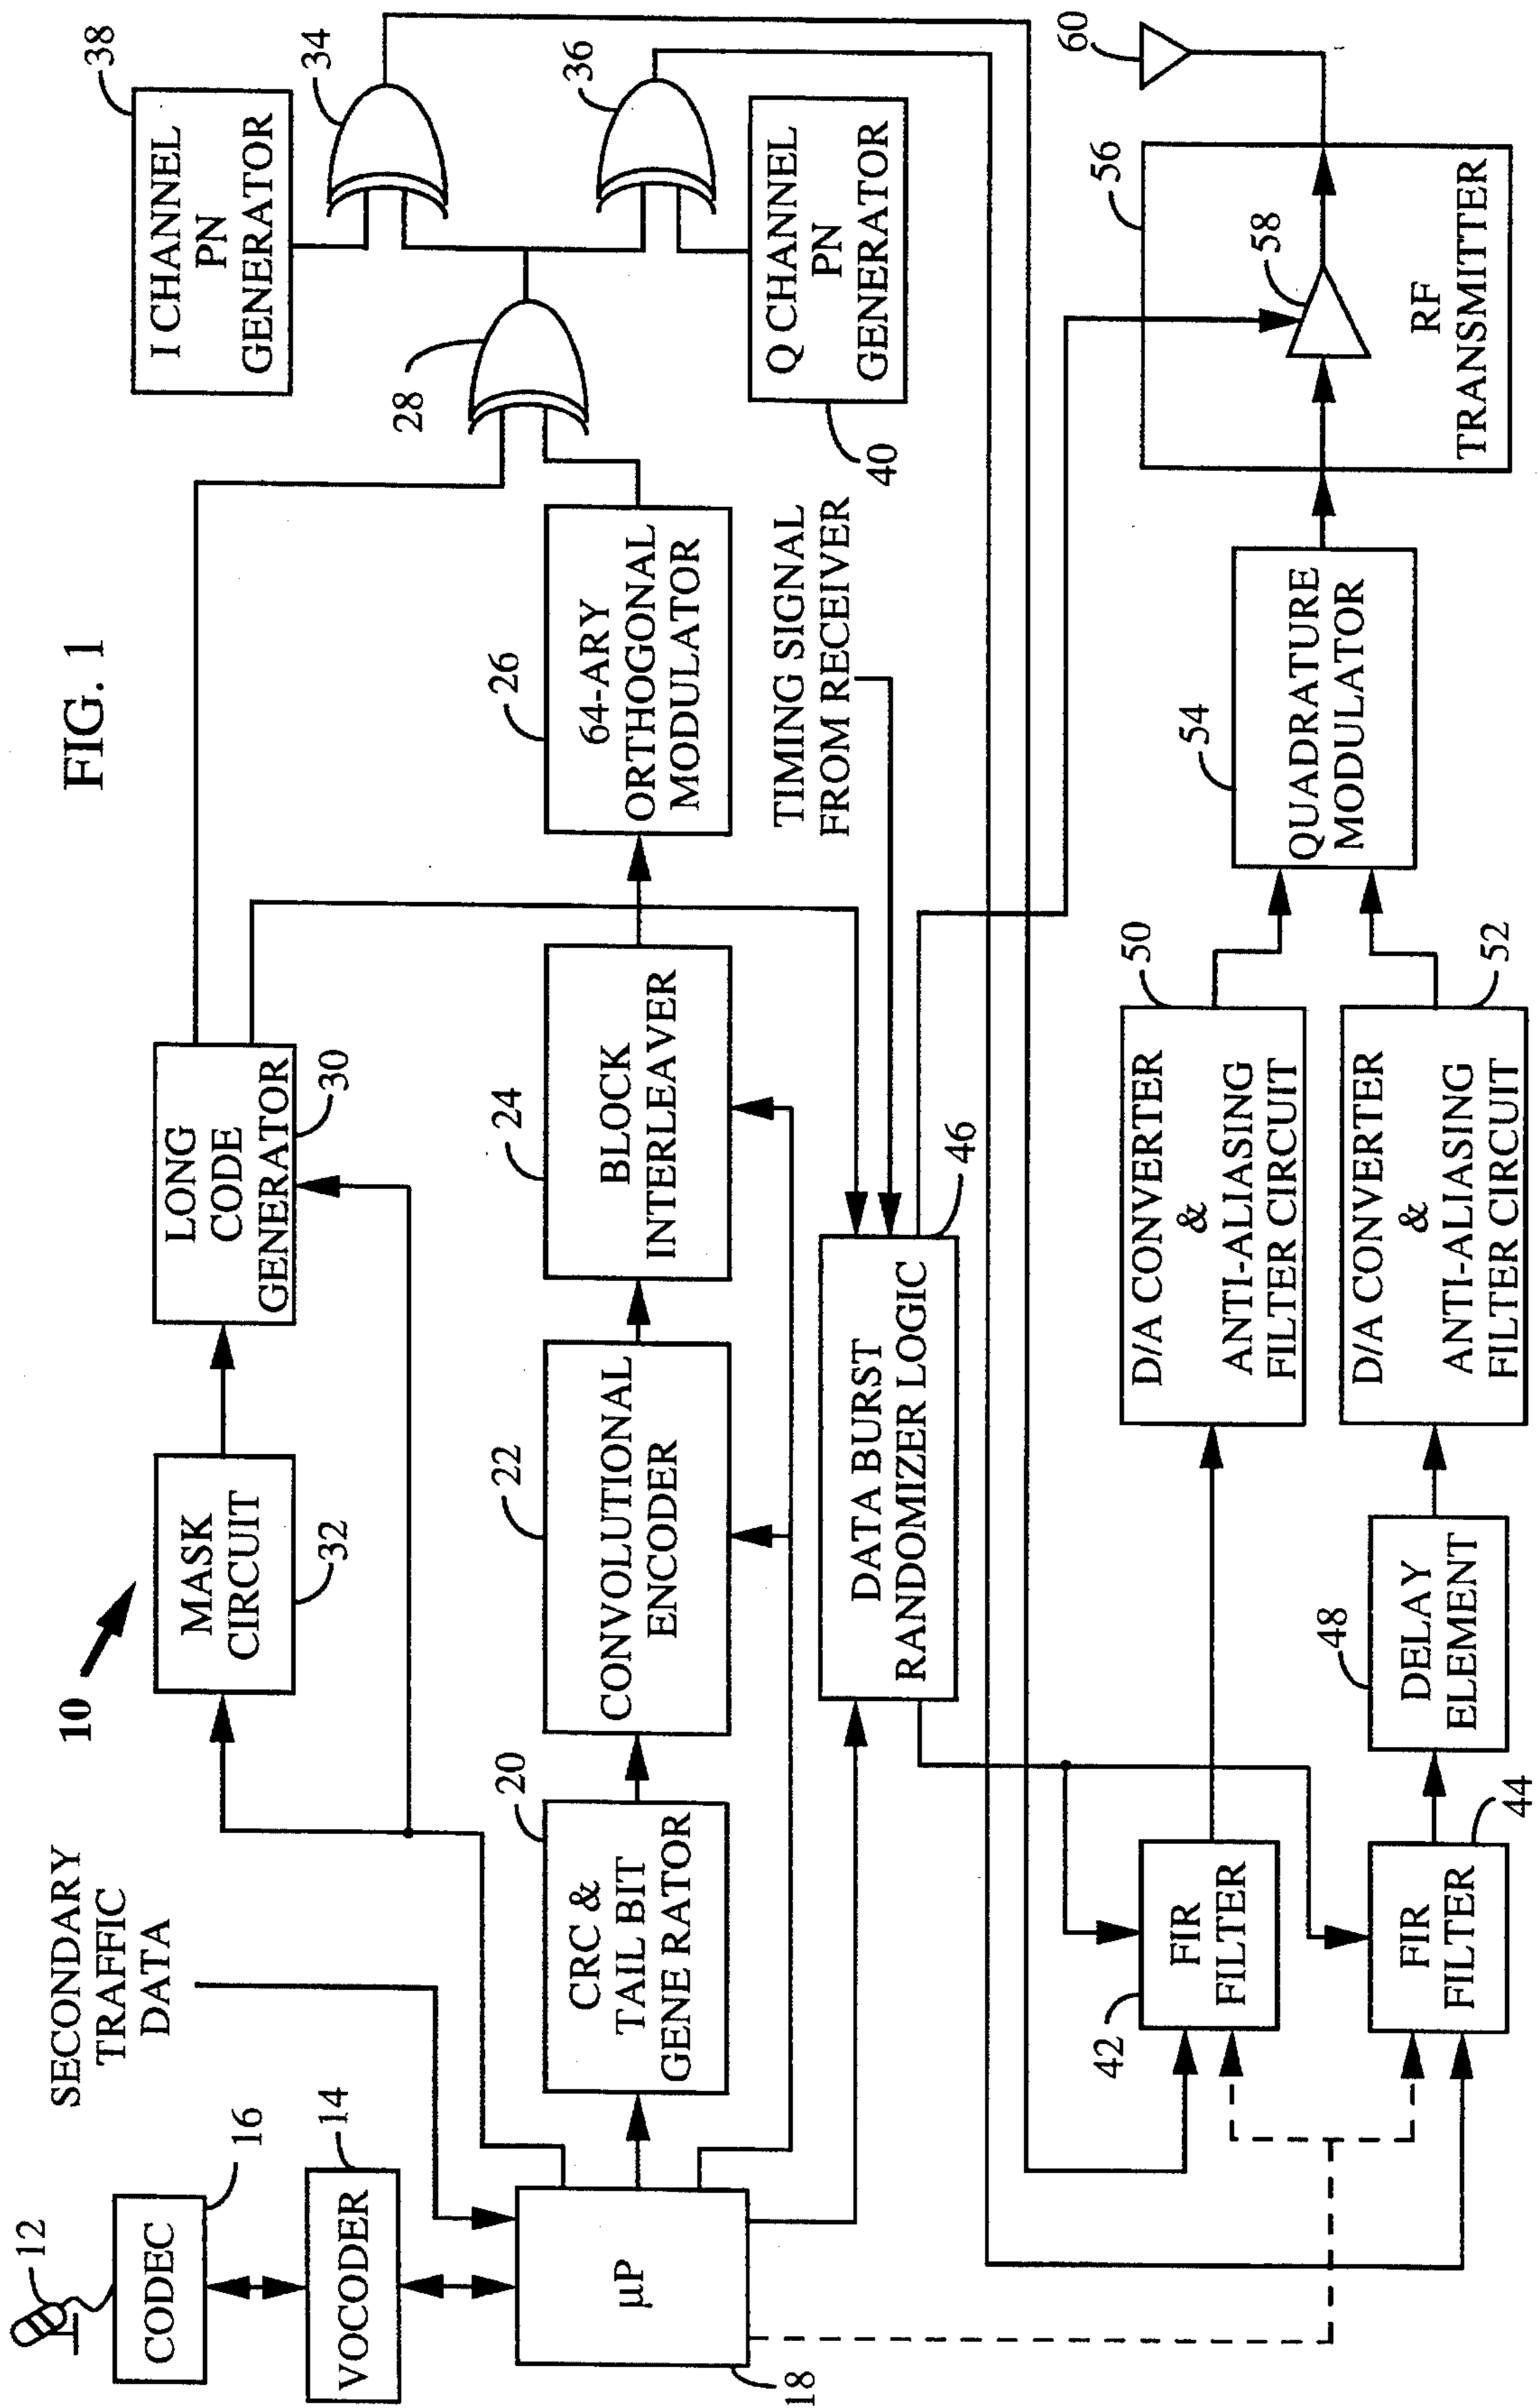 FIG. 1
10
12
CODEC
16
VOCODER
14
SECONDARY
TRAFFIC
DATA
µP
18
MASK
CIRCUIT
32
LONG
CODE
GENERATOR
30
CRC &
TAIL BIT
GENE RATOR
20
CONVOLUTIONAL
ENCODER
22
BLOCK
INTERLEAVER
24
64-ARY
ORTHOGONAL
MODULATOR
26
28
I CHANNEL
PN
GENERATOR
38
34
36
Q CHANNEL
PN
GENERATOR
40
TIMING SIGNAL
FROM RECEIVER
DATA BURST
RANDOMIZER LOGIC
46
FIR
FILTER
42
FIR
FILTER
44
DELAY
ELEMENT
48
D/A CONVERTER
&
ANTI-ALIASING
FILTER CIRCUIT
50
D/A CONVERTER
&
ANTI-ALIASING
FILTER CIRCUIT
52
QUADRATURE
MODULATOR
54
56
58
RF
TRANSMITTER
60